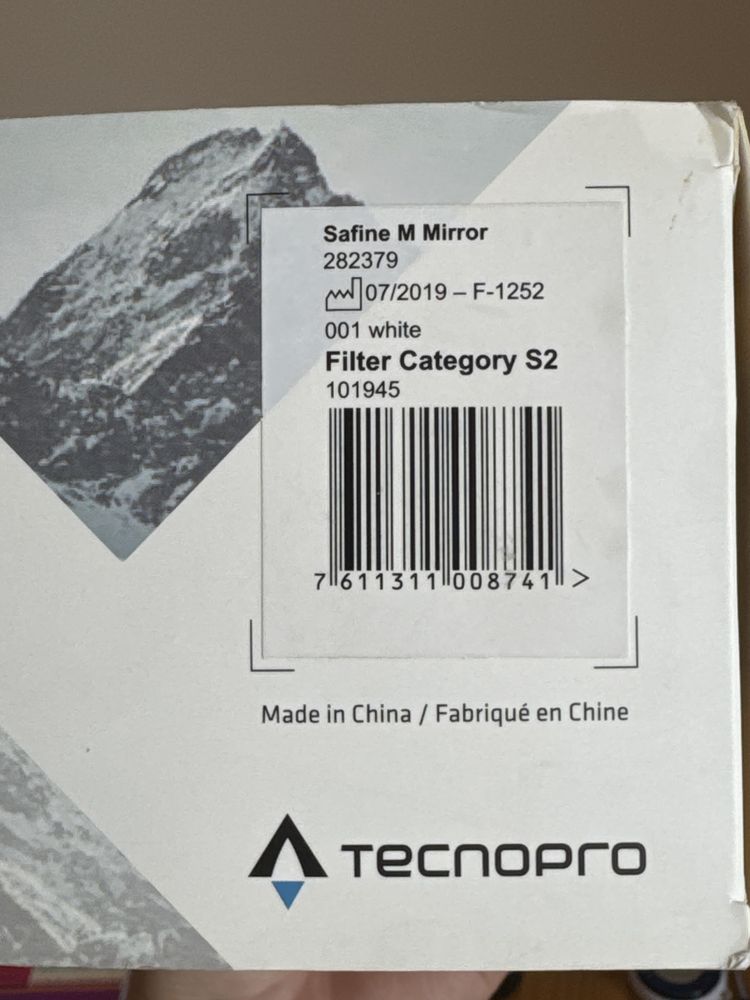 Safine M Mirror
282379
07/2019 – F-1252
001 white
Filter Category S2
101945
7 611311 008741 >
Made in China / Fabriqué en Chine
TECNOPRO